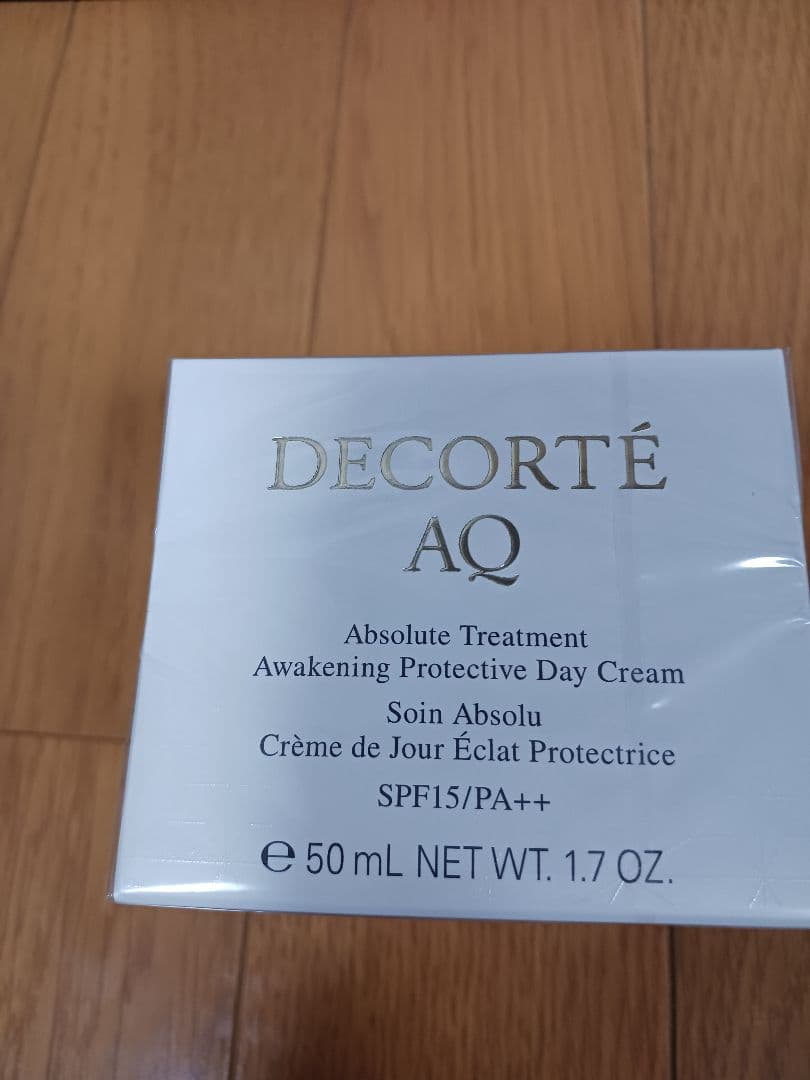 DECORTÉ
AQ
Absolute Treatment
Awakening Protective Day Cream
Soin Absolu
Crème de Jour Éclat Protectrice
SPF15/PA++
℮ 50 mL NET WT. 1.7 OZ.